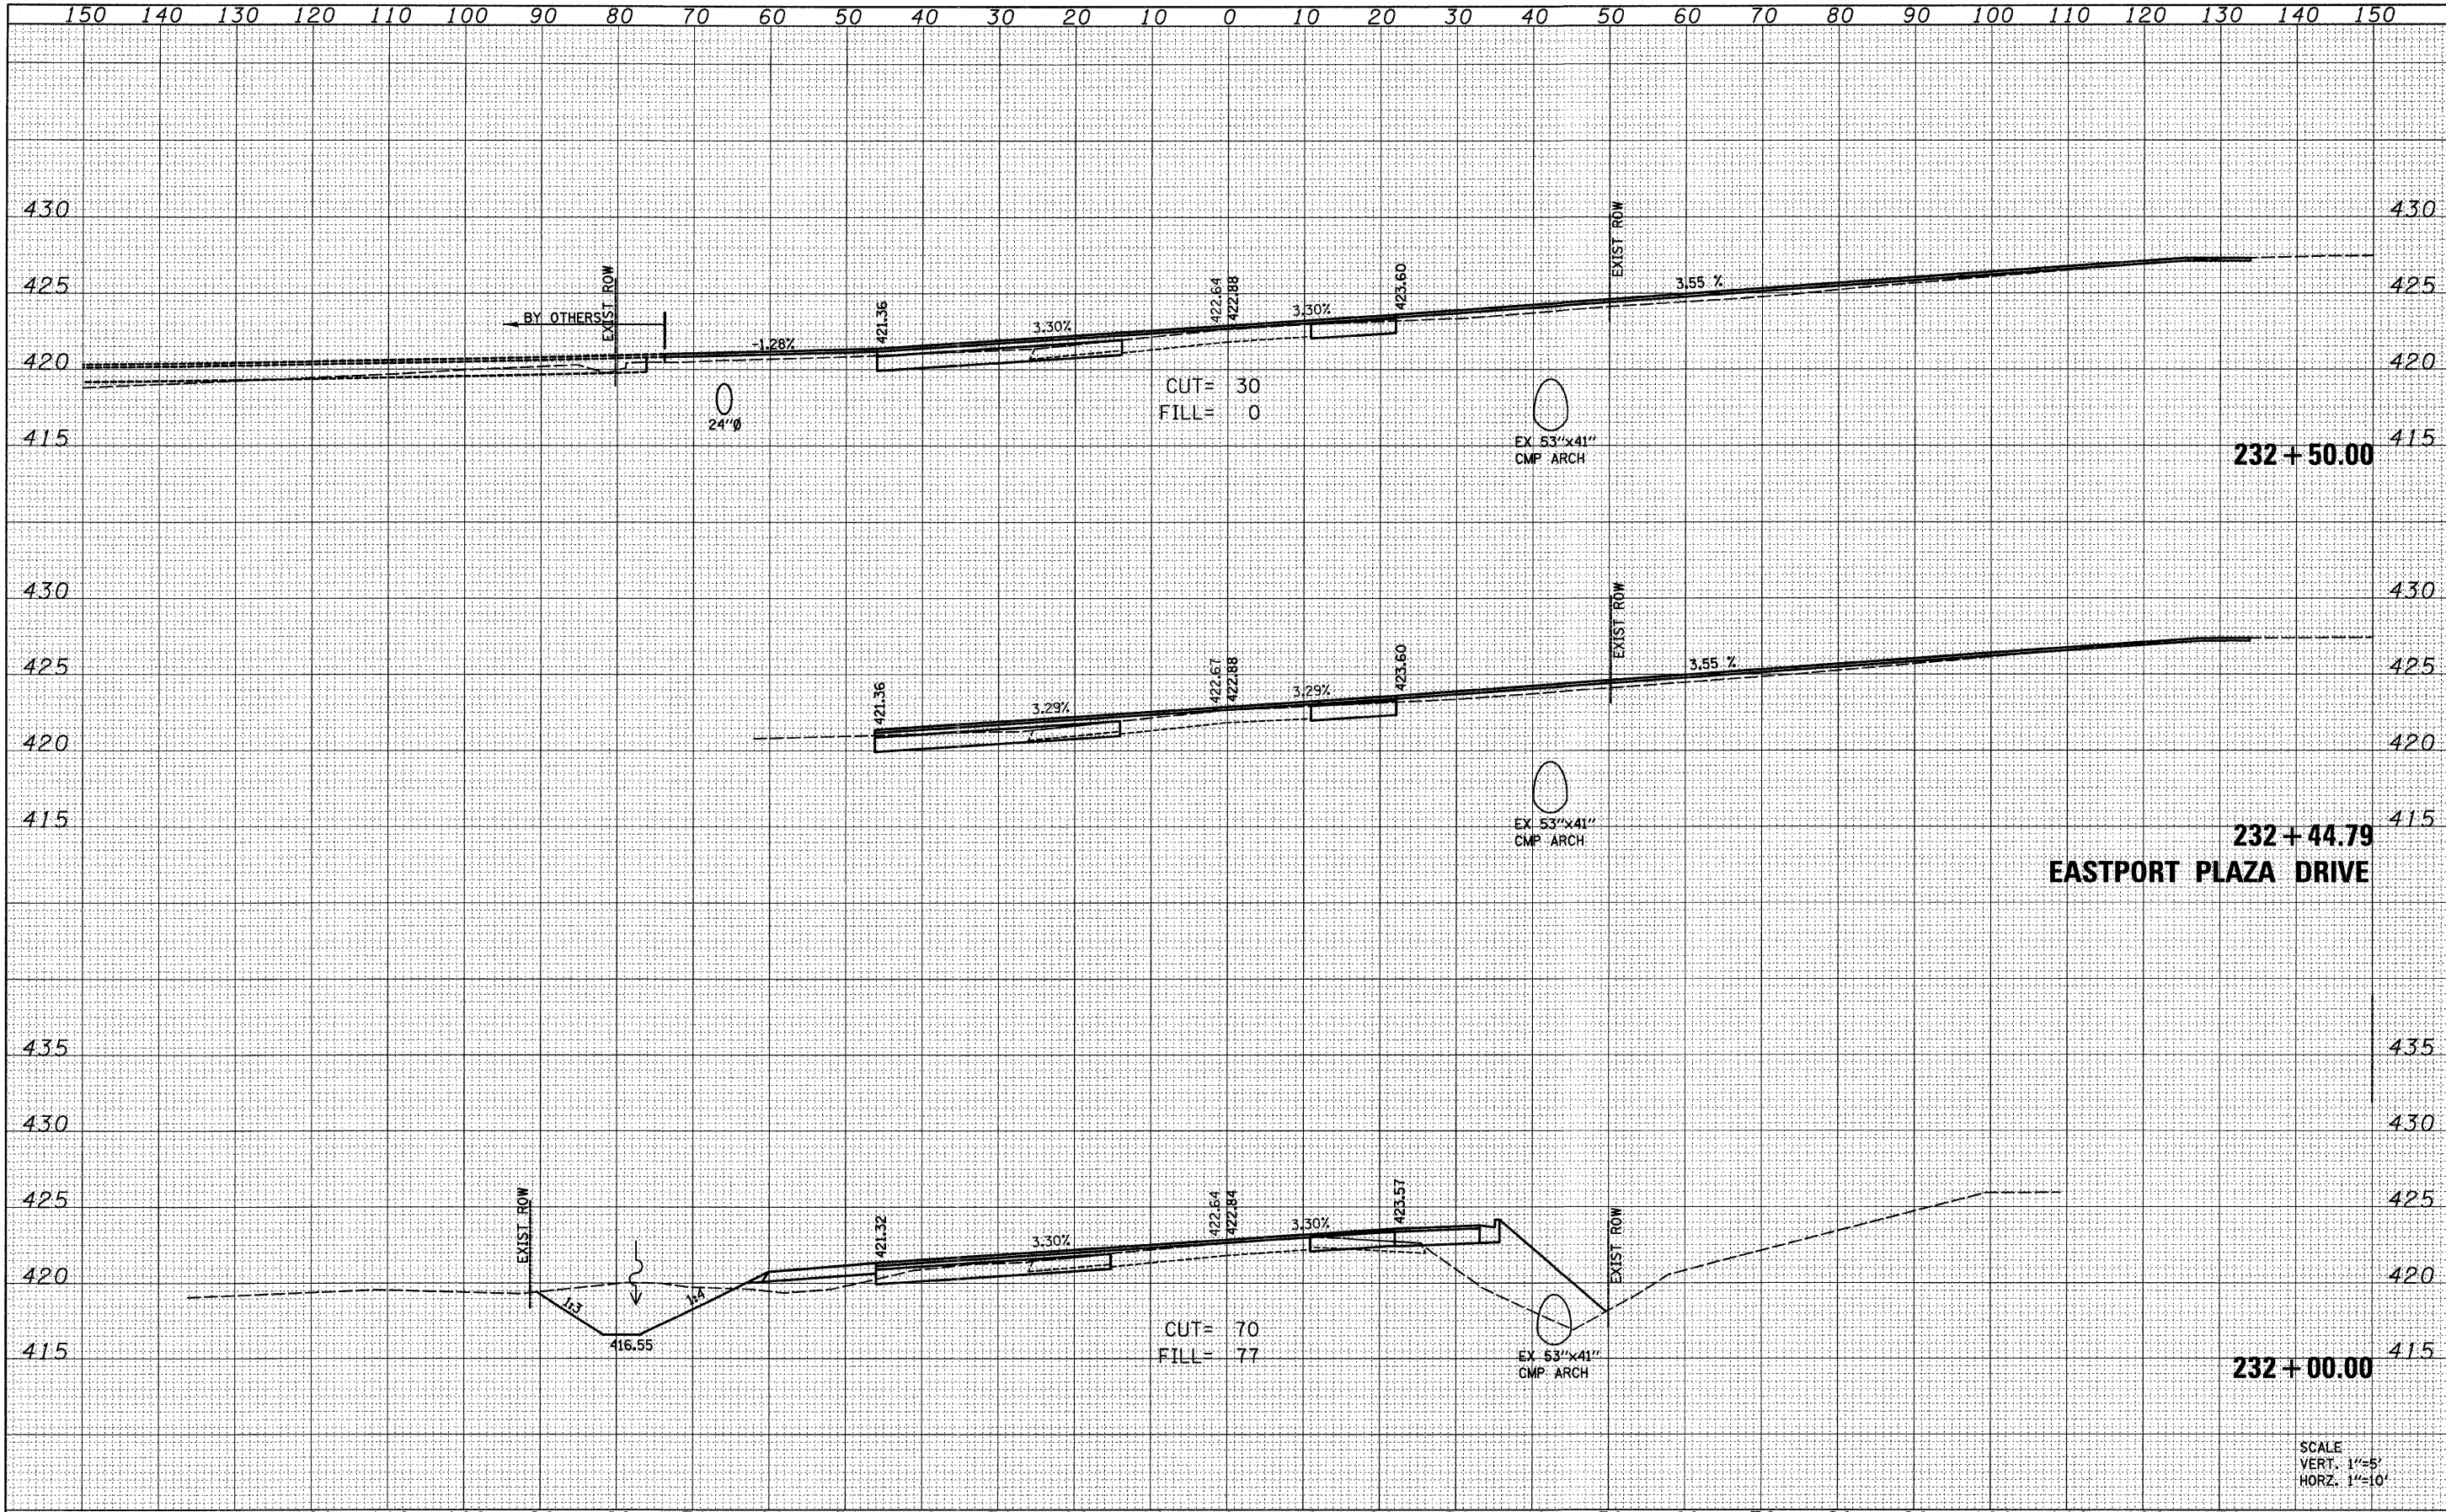 150 140 130 120 110 100 90 80 70 60 50 40 30 20 10 0 10 20 30 40 50 60 70 80 90 100 110 120 130 140 150
430 430
425 425
420 420
415 415
BY OTHERS
EXIST ROW
-1.28%
421.36
3.30%
422.64
422.88
3.30%
423.60
EXIST ROW
3.55 %
24"Ø
CUT= 30
FILL= 0
EX 53"x41"
CMP ARCH
232+50.00
430 430
425 425
420 420
415 415
421.36
3.29%
422.67
422.88
3.29%
423.60
EXIST ROW
3.55 %
EX 53"x41"
CMP ARCH
232+44.79
EASTPORT PLAZA DRIVE
435 435
430 430
425 425
420 420
415 415
EXIST ROW
1:3
416.55
1:4
421.32
3.30%
422.64
422.84
3.30%
423.57
EXIST ROW
CUT= 70
FILL= 77
EX 53"x41"
CMP ARCH
232+00.00
SCALE
VERT. 1"=5'
HORZ. 1"=10'